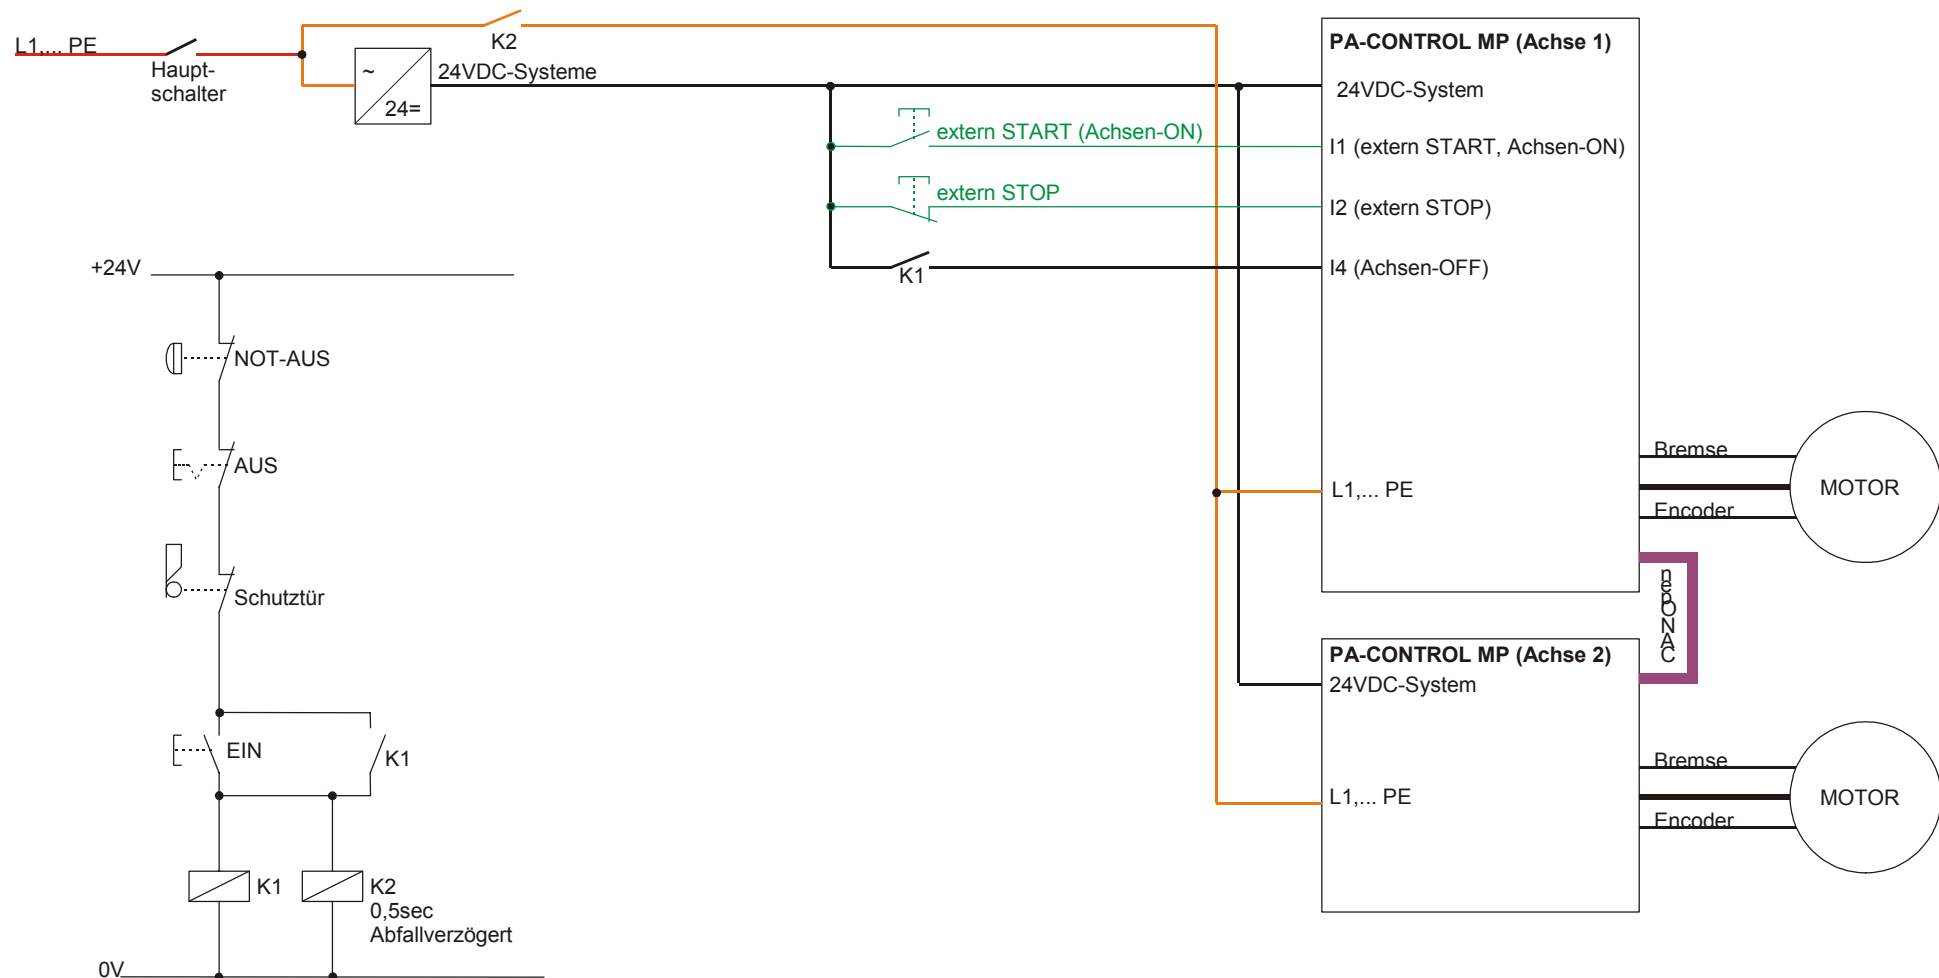 L1,... PE
Haupt-
schalter
K2
~
24=
24VDC-Systeme
extern START (Achsen-ON)
extern STOP
K1
PA-CONTROL MP (Achse 1)
24VDC-System
I1 (extern START, Achsen-ON)
I2 (extern STOP)
I4 (Achsen-OFF)
L1,... PE
Bremse
Encoder
MOTOR
CANOpen
PA-CONTROL MP (Achse 2)
24VDC-System
L1,... PE
Bremse
Encoder
MOTOR
+24V
NOT-AUS
AUS
Schutztür
EIN
K1
K1
K2
0,5sec
Abfallverzögert
0V